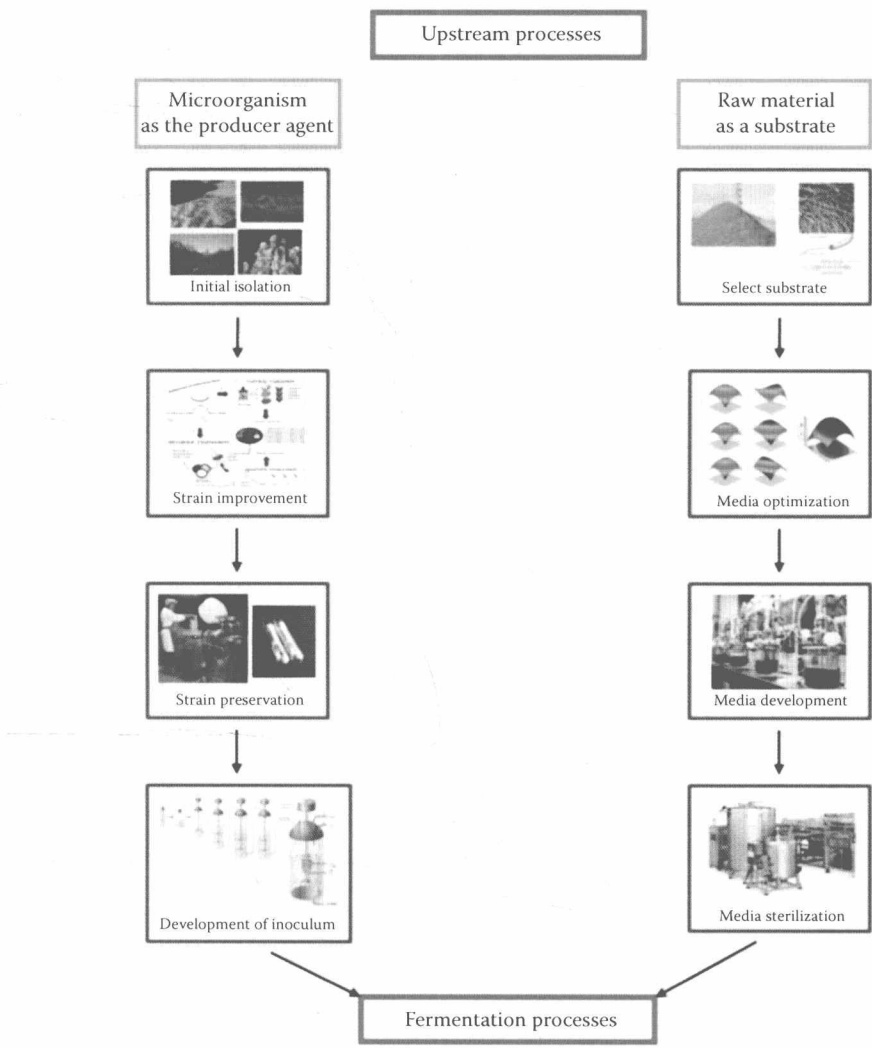 Upstream processes
Microorganism
as the producer agent
Initial isolation
Strain improvement
Strain preservation
Development of inoculum
Raw material
as a substrate
Select substrate
Media optimization
Media development
Media sterilization
Fermentation processes